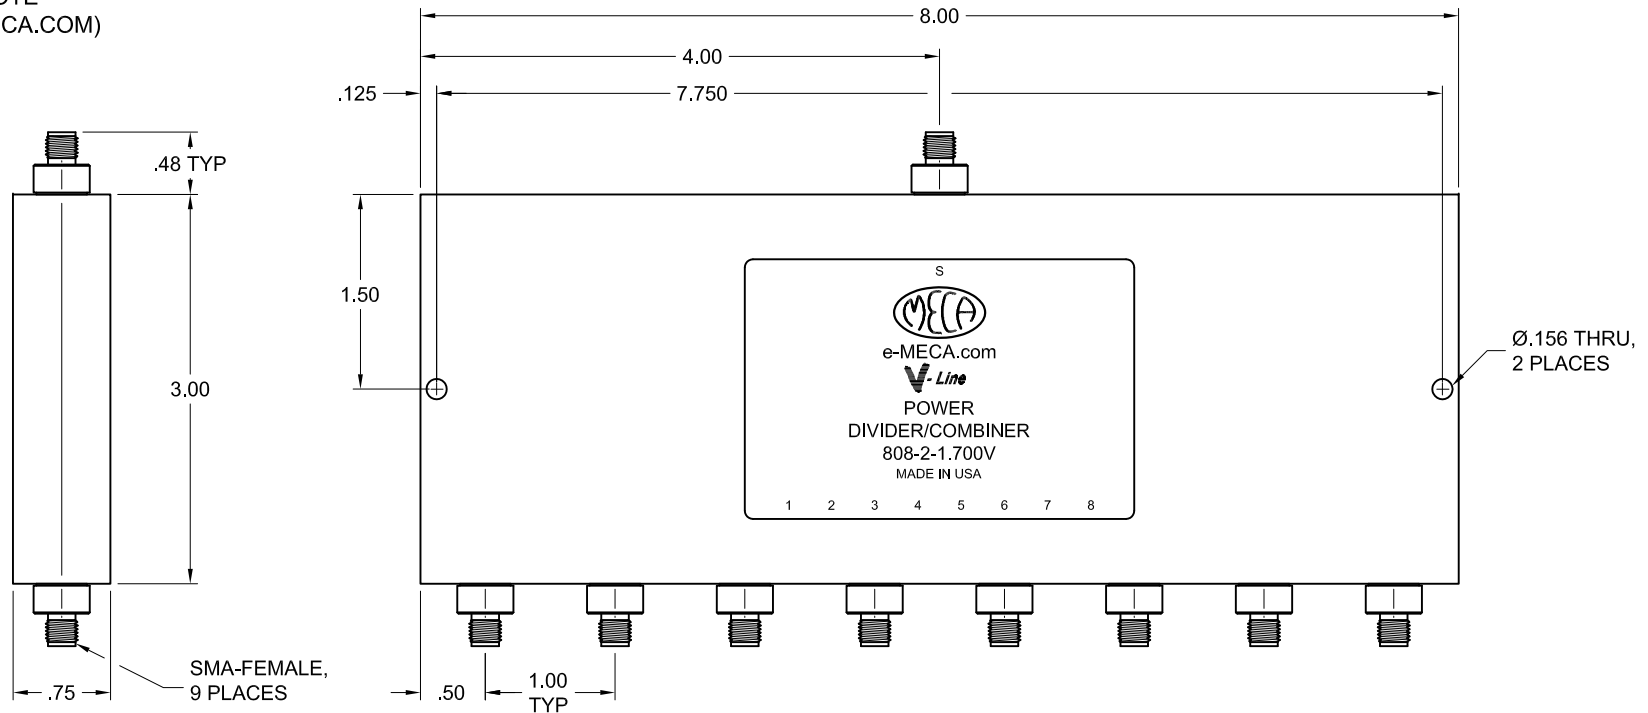 CA.COM)
8.00
4.00
.125
7.750
.48 TYP
1.50
3.00
S
MECA
e-MECA.com
V-Line
POWER
DIVIDER/COMBINER
808-2-1.700V
MADE IN USA
1 2 3 4 5 6 7 8
Ø.156 THRU,
2 PLACES
SMA-FEMALE,
9 PLACES
.75
.50
1.00
TYP